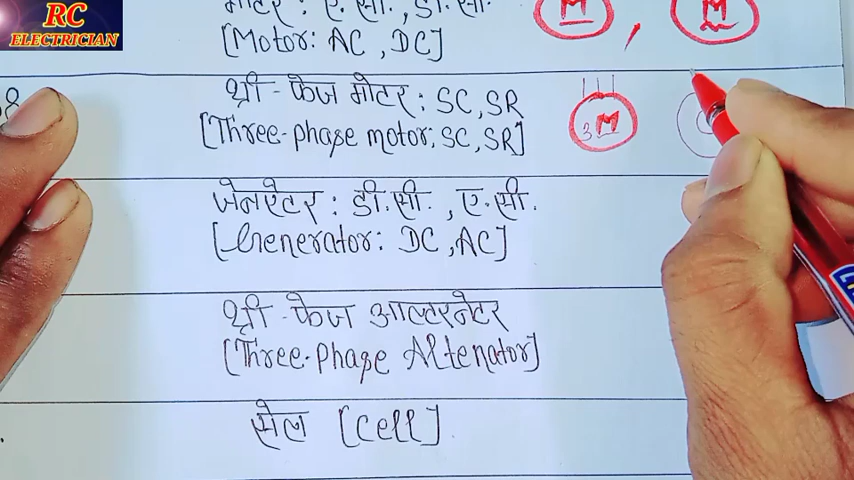 RC
ELECTRICIAN
मोटर : ए. सी. , डी. सी.
[Motor: AC , DC]
M , M
थ्री - फेज मोटर : SC, SR
[Three-phase motor: SC, SR]
3 M
जेनरेटर : डी. सी. , ए. सी.
[Generator: DC, AC]
थ्री - फेज आल्टरनेटर
[Three-Phase Altenator]
सेल [Cell]